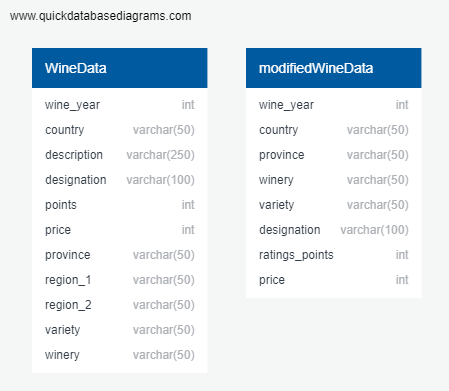 www.quickdatabasediagrams.com
WineData
wine_year int
country varchar(50)
description varchar(250)
designation varchar(100)
points int
price int
province varchar(50)
region_1 varchar(50)
region_2 varchar(50)
variety varchar(50)
winery varchar(50)
modifiedWineData
wine_year int
country varchar(50)
province varchar(50)
winery varchar(50)
variety varchar(50)
designation varchar(100)
ratings_points int
price int